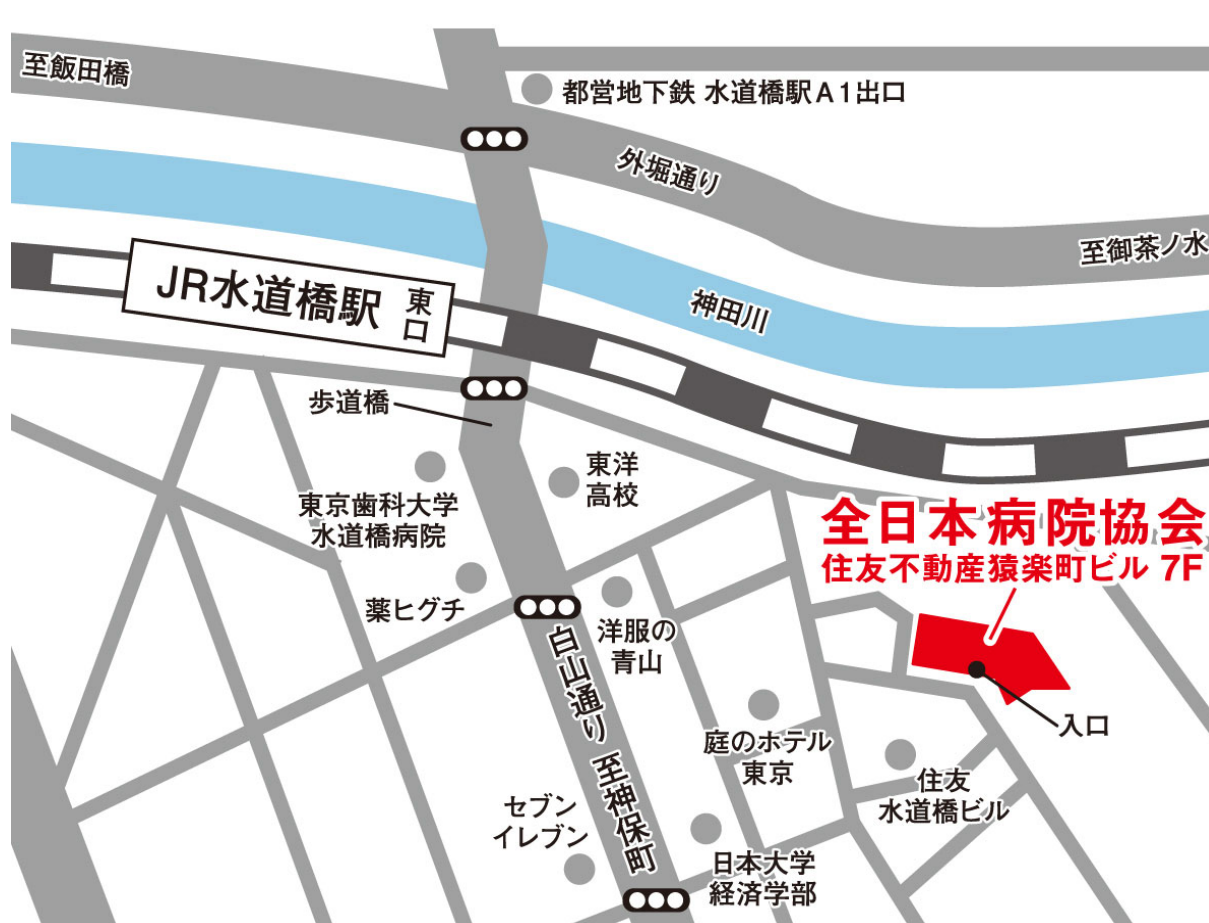 至飯田橋
都営地下鉄 水道橋駅A1出口
外堀通り
至御茶ノ水
JR水道橋駅 東口
神田川
歩道橋
東洋
高校
東京歯科大学
水道橋病院
全日本病院協会
住友不動産猿楽町ビル 7F
薬ヒグチ
洋服の
青山
白山通り 至神保町
入口
庭のホテル
東京
住友
水道橋ビル
セブン
イレブン
日本大学
経済学部